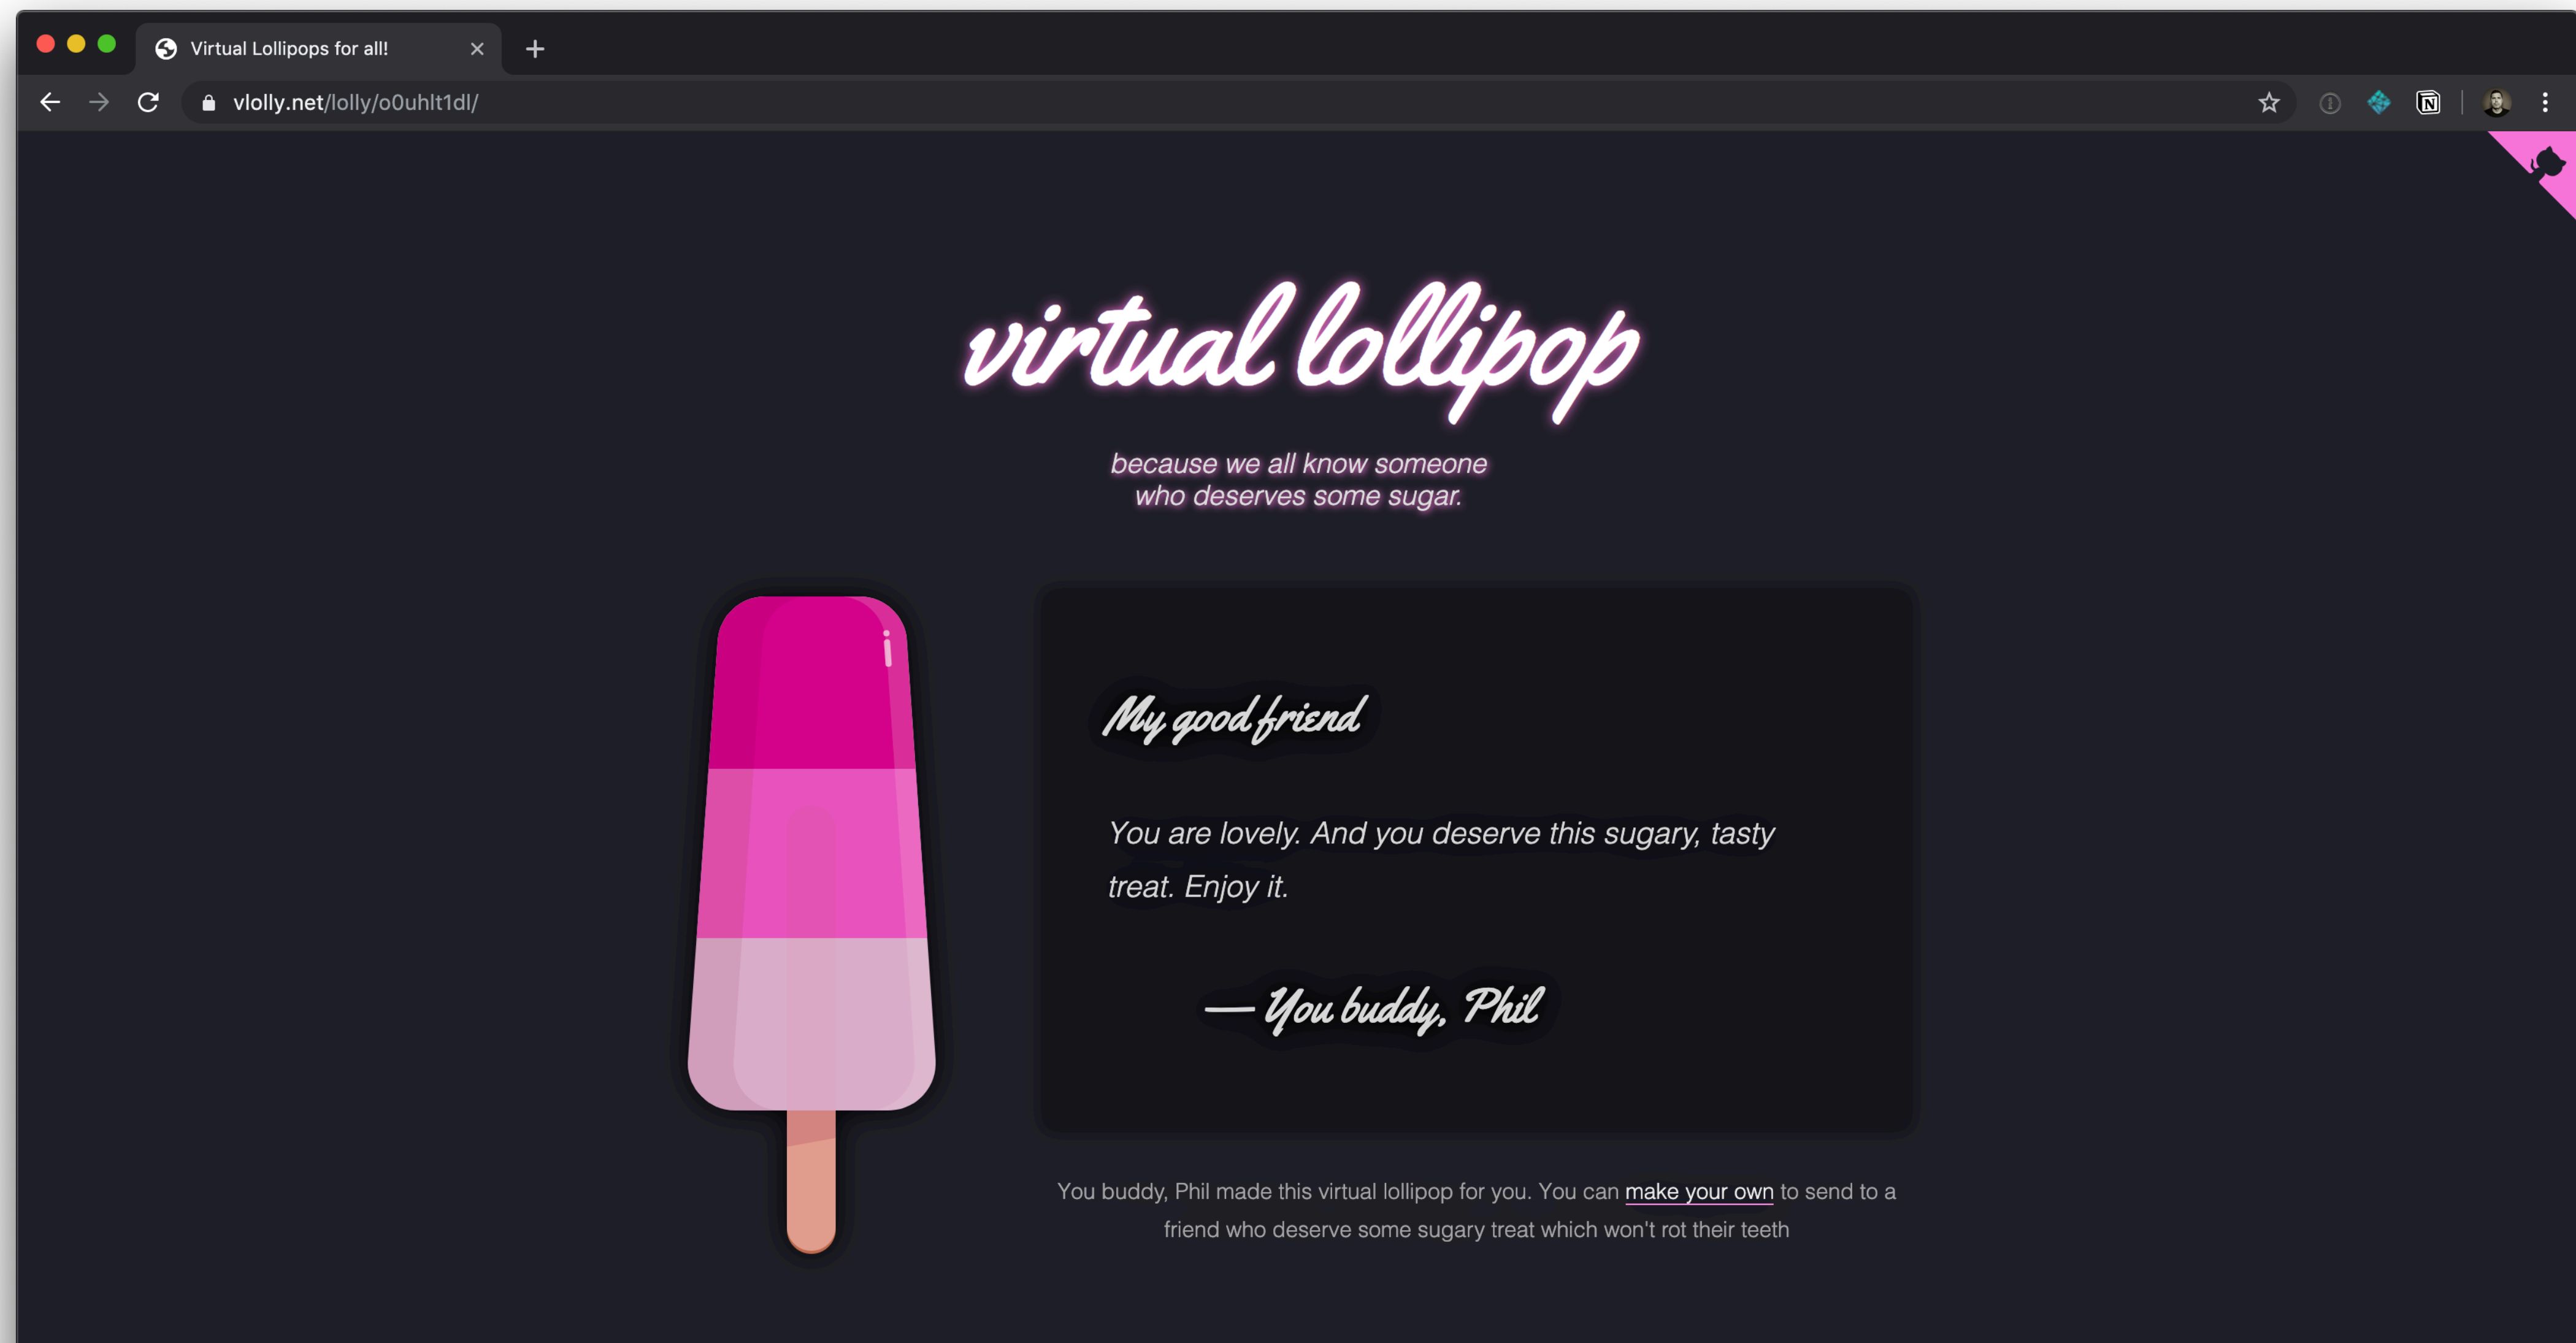 Virtual Lollipops for all!
vlolly.net/lolly/o0uhlt1dl/
virtual lollipop
because we all know someone
who deserves some sugar.
My good friend
You are lovely. And you deserve this sugary, tasty
treat. Enjoy it.
— You buddy, Phil
You buddy, Phil made this virtual lollipop for you. You can make your own to send to a
friend who deserve some sugary treat which won't rot their teeth